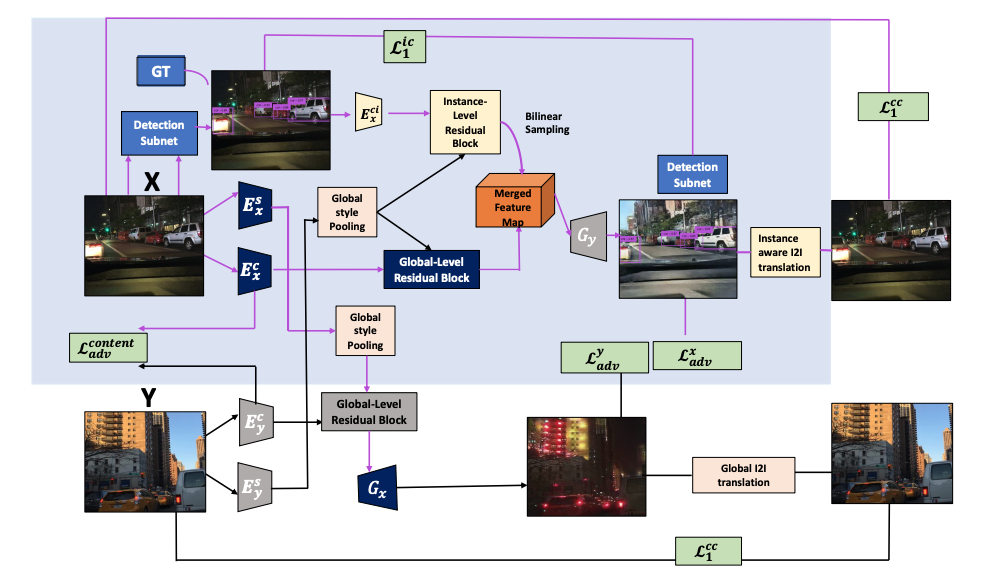 $\mathcal{L}_1^{ic}$
GT
$\mathcal{L}_1^{cc}$
$E_x^{ci}$
Instance-
Level
Residual
Block
Bilinear
Sampling
Detection
Subnet
Detection
Subnet
X
Merged
Feature
Map
$E_x^s$
Global
style
Pooling
$G_y$
Instance
aware I2I
translation
$E_x^c$
Global-Level
Residual Block
Global
style
Pooling
$\mathcal{L}_{adv}^{content}$
$\mathcal{L}_{adv}^y$
$\mathcal{L}_{adv}^x$
Y
$E_y^c$
Global-Level
Residual Block
Global I2I
translation
$E_y^s$
$G_x$
$\mathcal{L}_1^{cc}$